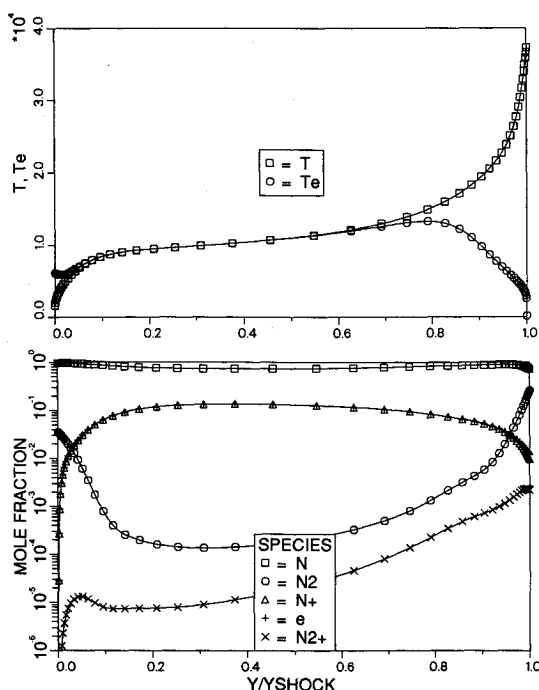 *10⁴
4.0
3.0
2.0
1.0
0.0
T, Te
□ = T
○ = Te
0.0 0.2 0.4 0.6 0.8 1.0
10⁰
10⁻¹
10⁻²
10⁻³
10⁻⁴
10⁻⁵
10⁻⁶
MOLE FRACTION
SPECIES
□ = N
○ = N2
△ = N+
+ = e
× = N2+
0.0 0.2 0.4 0.6 0.8 1.0
Y/YSHOCK